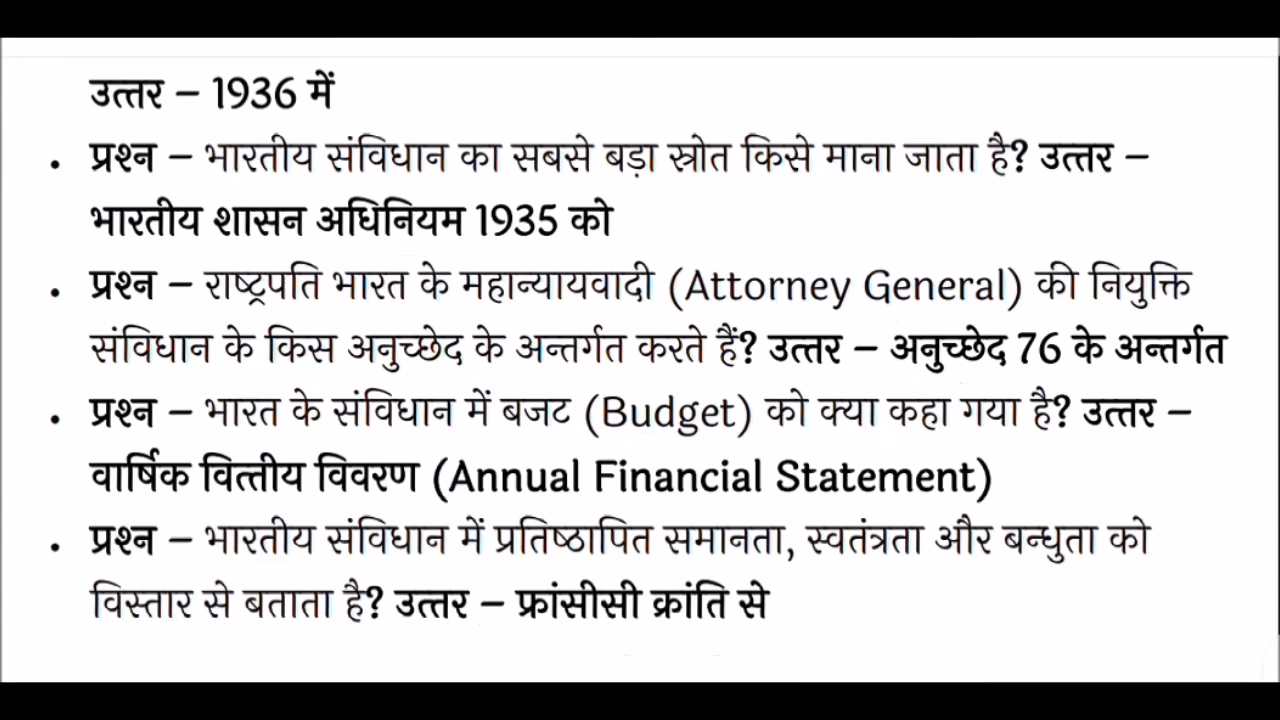 उत्तर – 1936 में
• प्रश्न – भारतीय संविधान का सबसे बड़ा स्रोत किसे माना जाता है? उत्तर –
भारतीय शासन अधिनियम 1935 को
• प्रश्न – राष्ट्रपति भारत के महान्यायवादी (Attorney General) की नियुक्ति
संविधान के किस अनुच्छेद के अन्तर्गत करते हैं? उत्तर – अनुच्छेद 76 के अन्तर्गत
• प्रश्न – भारत के संविधान में बजट (Budget) को क्या कहा गया है? उत्तर –
वार्षिक वित्तीय विवरण (Annual Financial Statement)
• प्रश्न – भारतीय संविधान में प्रतिष्ठापित समानता, स्वतंत्रता और बन्धुता को
विस्तार से बताता है? उत्तर – फ्रांसीसी क्रांति से